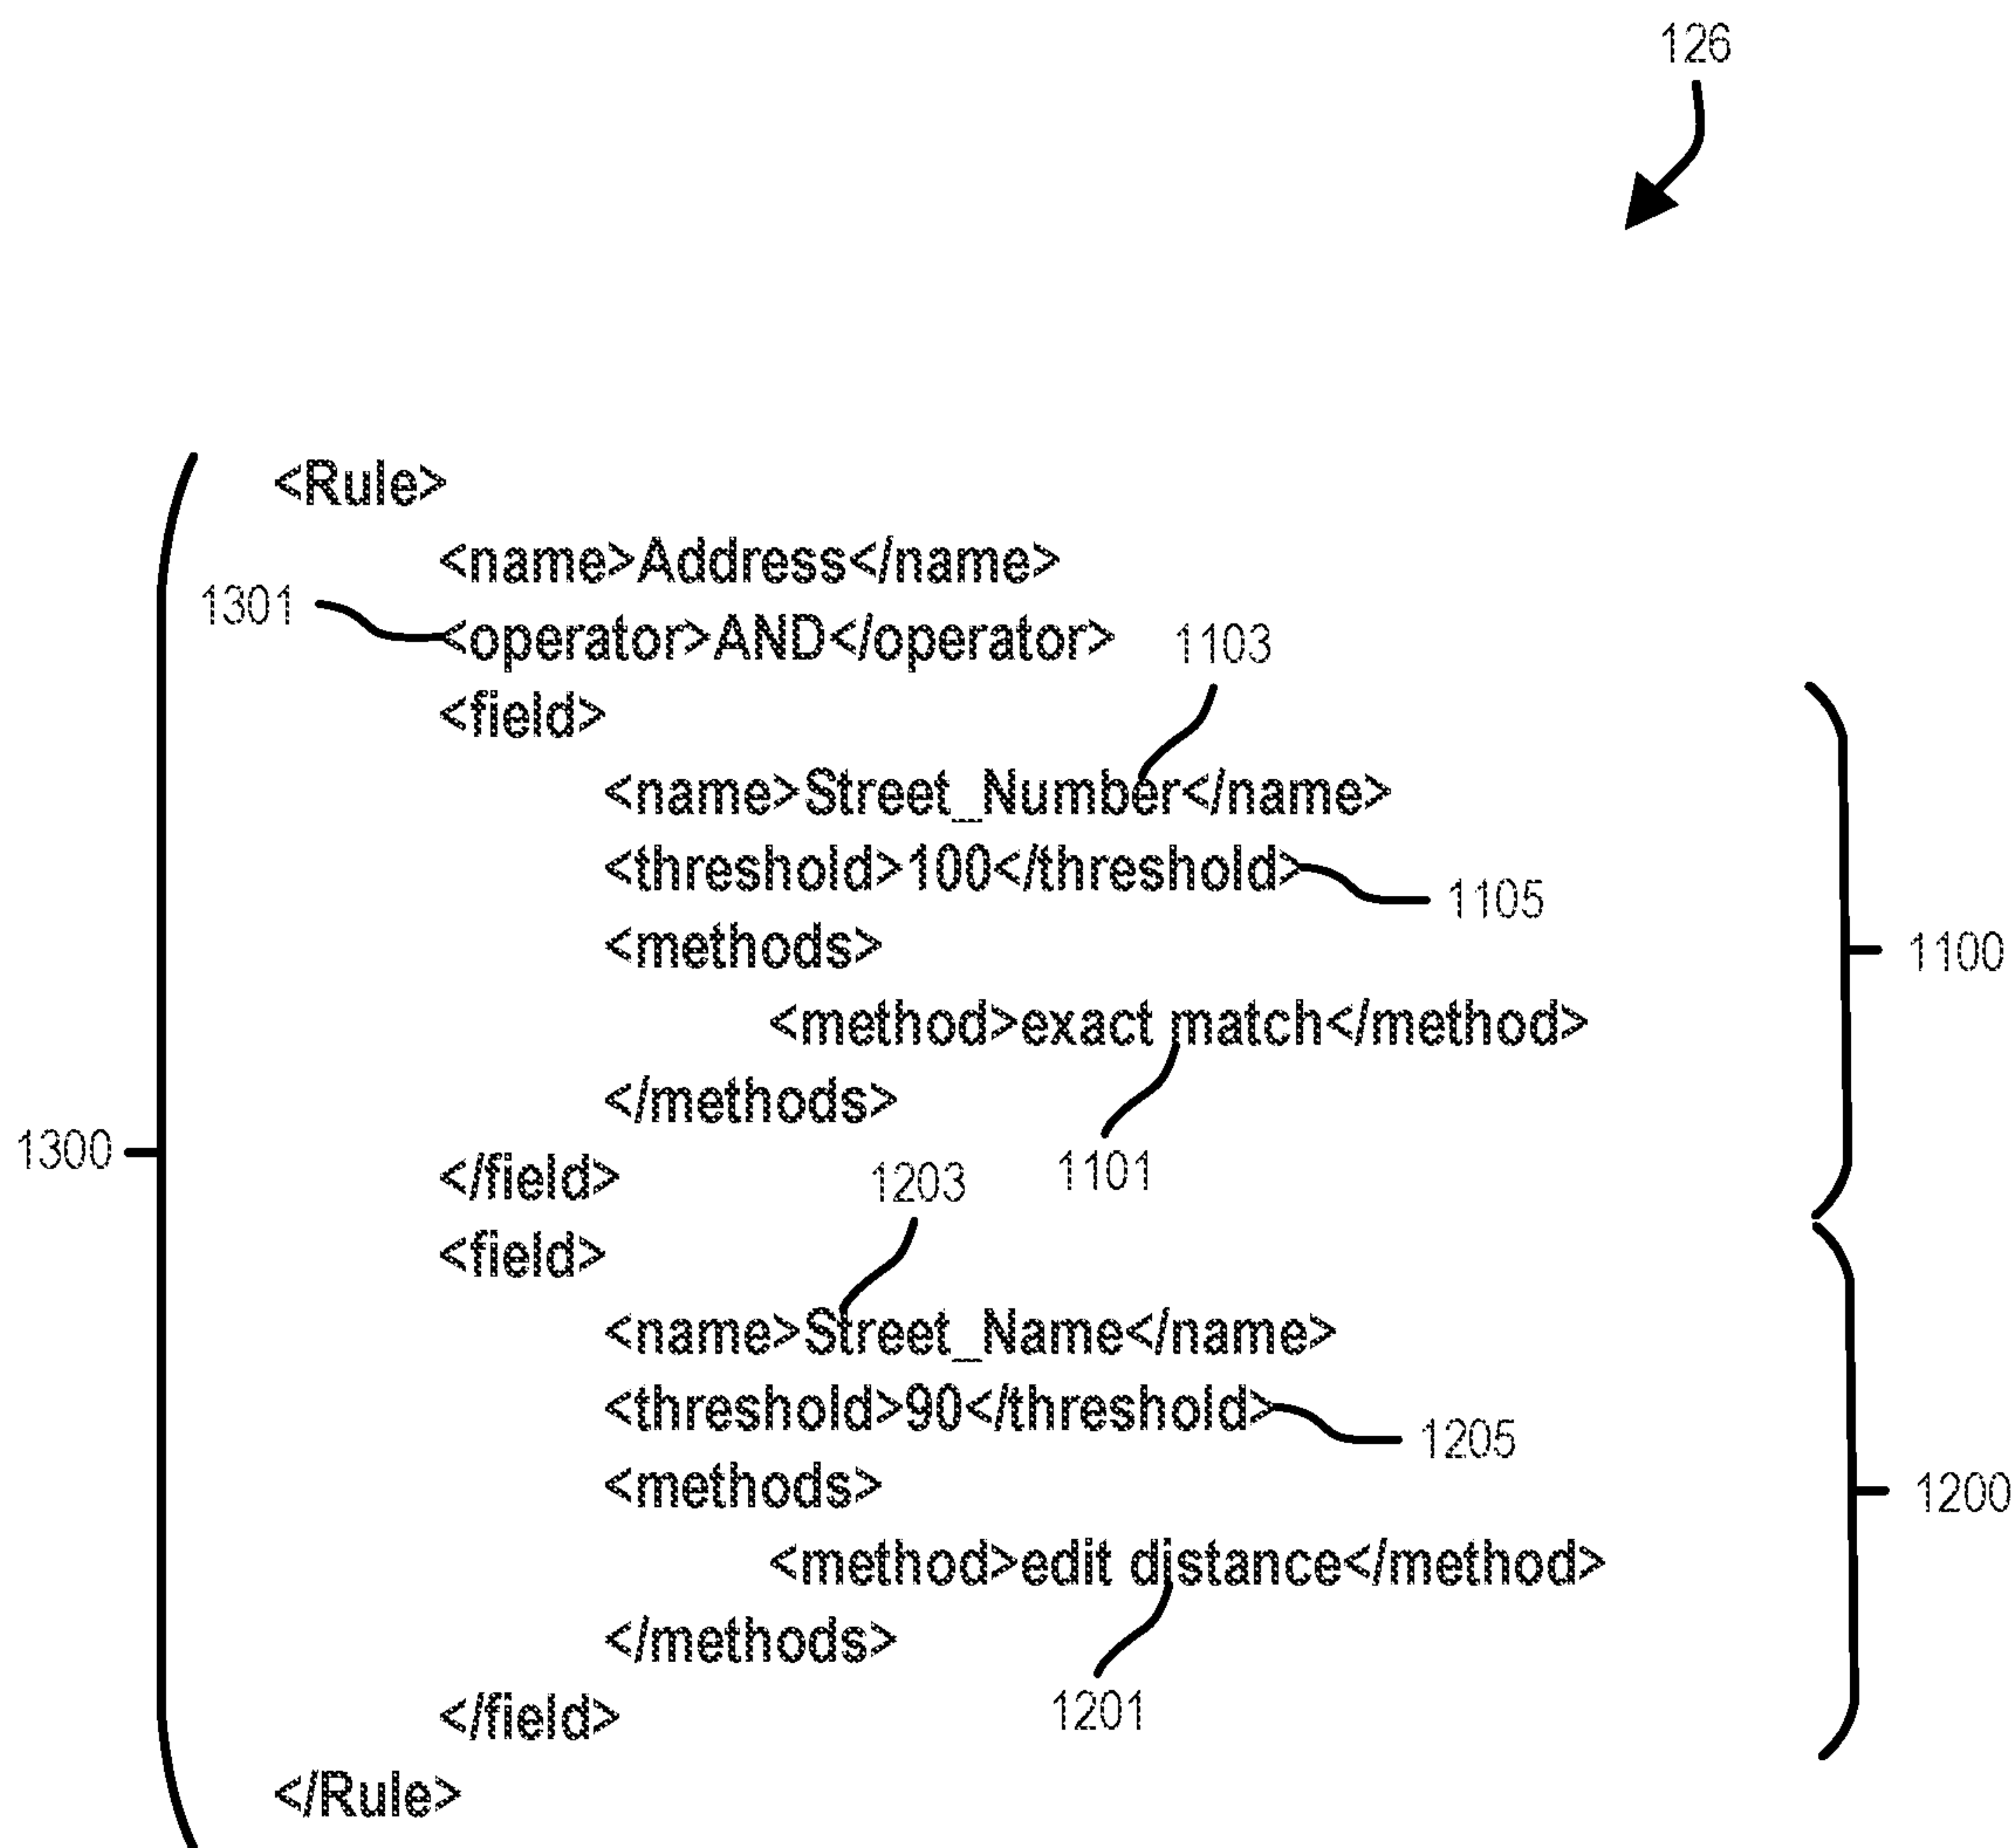 126
<Rule>
<name>Address</name>
1301
<operator>AND</operator>
1103
<field>
<name>Street_Number</name>
<threshold>100</threshold>
1105
<methods>
1100
<method>exact match</method>
</methods>
1300
1101
</field>
1203
<field>
<name>Street_Name</name>
<threshold>90</threshold>
1205
<methods>
1200
<method>edit distance</method>
</methods>
1201
</field>
</Rule>